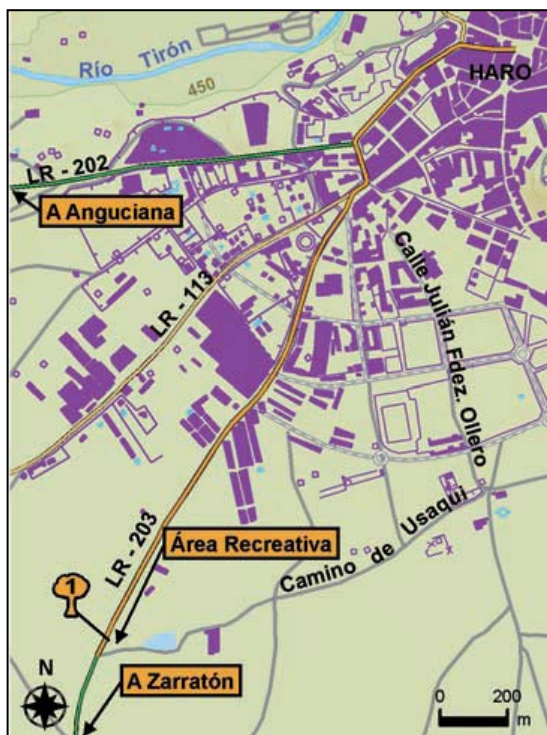 Río Tirón
450
HARO
LR - 202
A Anguciana
LR - 113
Calle Julián Fdez. Ollero
LR - 203
Área Recreativa
Camino de Usaqui
1
A Zarratón
N
0 200
m